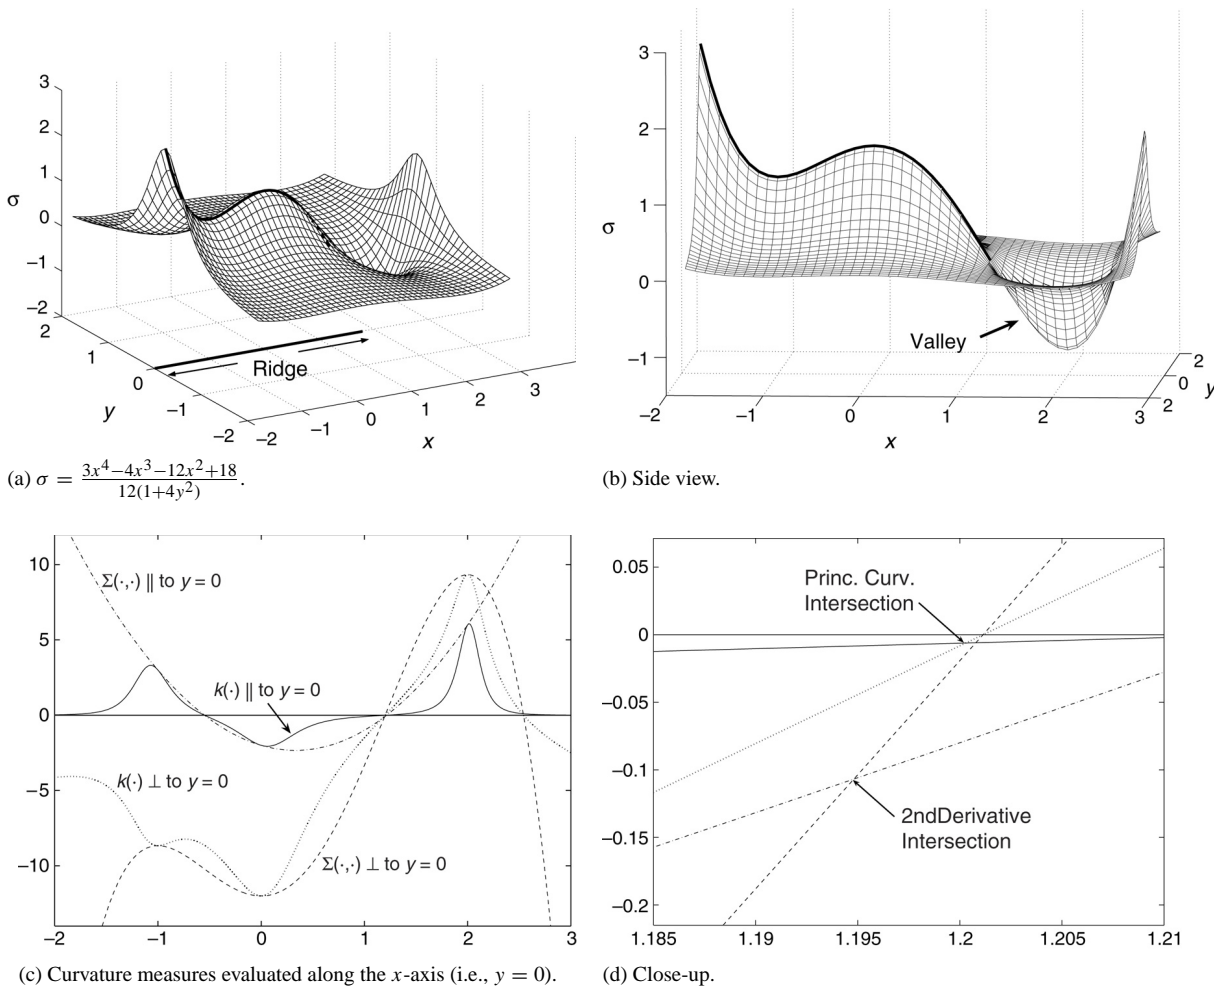 3
2
1
0
−1
−2
σ
2
1
0
−1
−2
y
Ridge
−2
−1
0
1
2
3
x
(a) σ = 3x⁴−4x³−12x²+18 / 12(1+4y²).
3
2
1
0
−1
σ
Valley
−2
−1
0
1
2
3
x
2
0
2
y
(b) Side view.
10
5
0
−5
−10
Σ(·,·) ∥ to y = 0
k(·) ∥ to y = 0
k(·) ⊥ to y = 0
Σ(·,·) ⊥ to y = 0
−2
−1
0
1
2
3
(c) Curvature measures evaluated along the x-axis (i.e., y = 0).
0.05
0
−0.05
−0.1
−0.15
−0.2
Princ. Curv.
Intersection
2ndDerivative
Intersection
1.185
1.19
1.195
1.2
1.205
1.21
(d) Close-up.